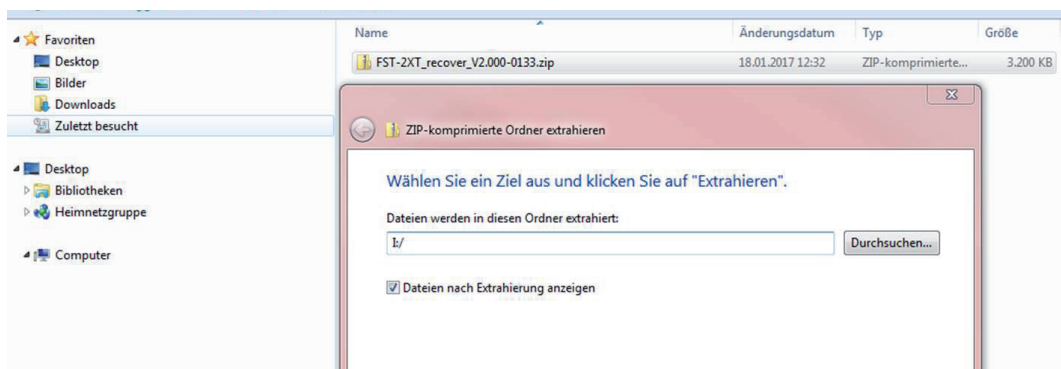 Favoriten
Desktop
Bilder
Downloads
Zuletzt besucht
Desktop
Bibliotheken
Heimnetzgruppe
Computer
Name Änderungsdatum Typ Größe
FST-2XT_recover_V2.000-0133.zip 18.01.2017 12:32 ZIP-komprimierte... 3.200 KB
ZIP-komprimierte Ordner extrahieren
Wählen Sie ein Ziel aus und klicken Sie auf "Extrahieren".
Dateien werden in diesen Ordner extrahiert:
I:/ Durchsuchen...
Dateien nach Extrahierung anzeigen